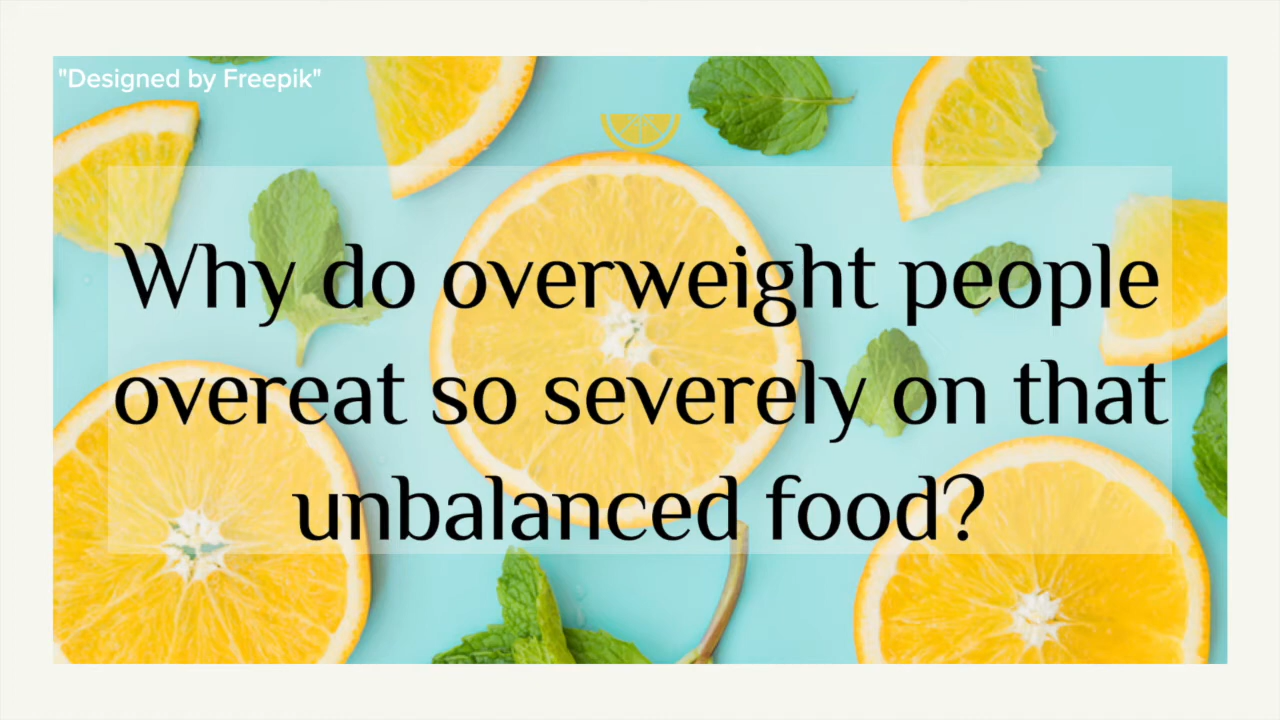 "Designed by Freepik"
Why do overweight people
overeat so severely on that
unbalanced food?